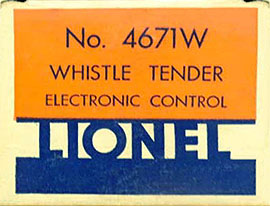 No. 4671W
WHISTLE TENDER
ELECTRONIC CONTROL
LIONEL